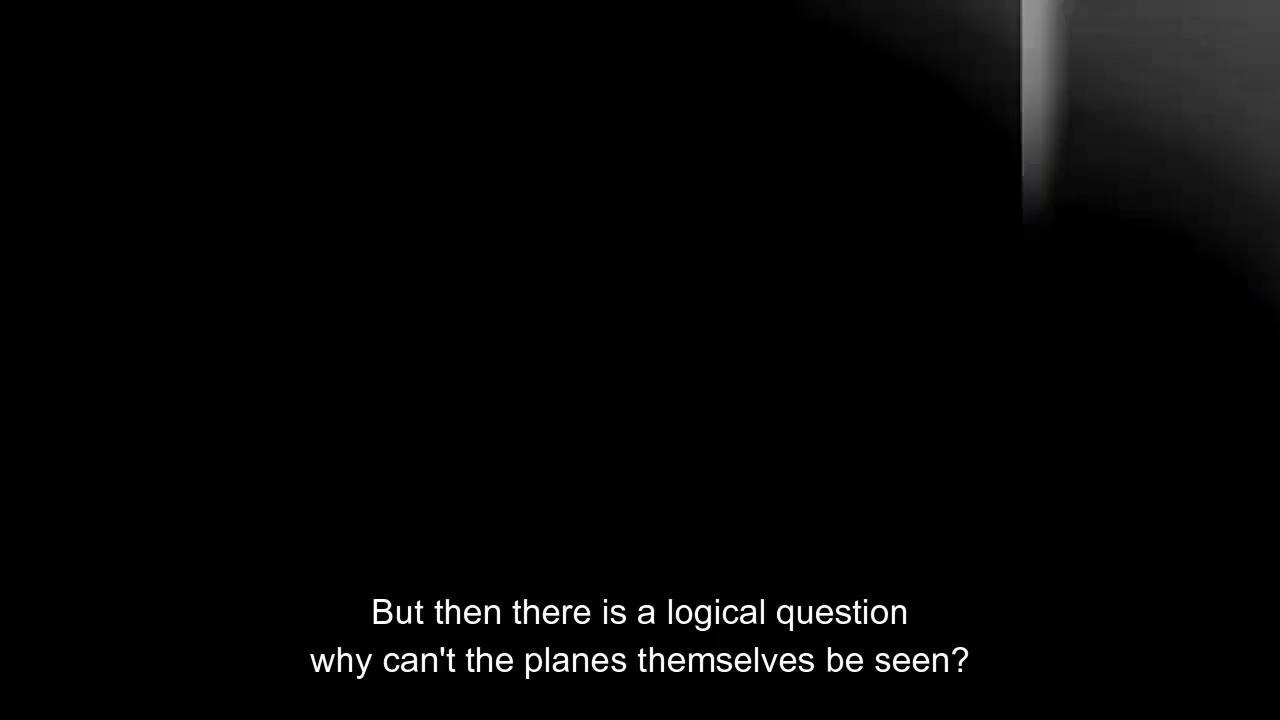 But then there is a logical question
why can't the planes themselves be seen?